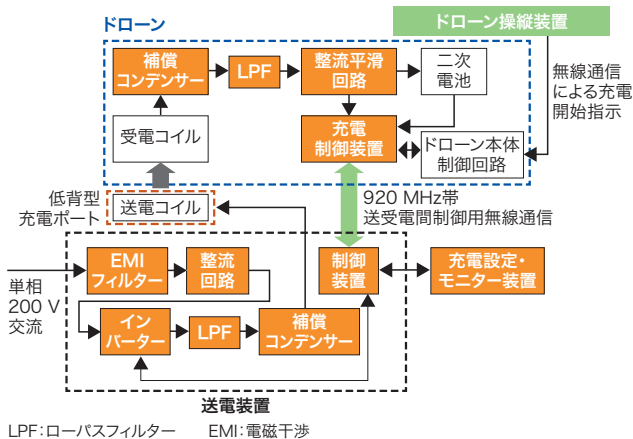 ドローン操縦装置
ドローン
補償
コンデンサー
LPF
整流平滑
回路
二次
電池
無線通信
による充電
開始指示
受電コイル
充電
制御装置
ドローン本体
制御回路
低背型
充電ポート
送電コイル
920 MHz帯
送受電間制御用無線通信
単相
200 V
交流
EMI
フィルター
整流
回路
制御
装置
充電設定・
モニター装置
イン
バーター
LPF
補償
コンデンサー
送電装置
LPF:ローパスフィルター EMI:電磁干渉